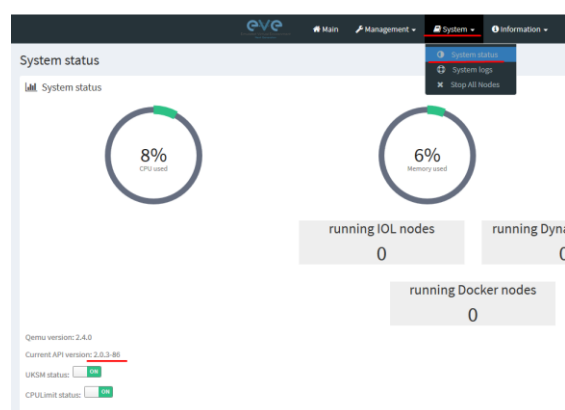 eve Main Management System Information
System status
System logs
Stop All Nodes
System status
System status
8%
CPU used
6%
Memory used
running IOL nodes
0
running Dyna
running Docker nodes
0
Qemu version: 2.4.0
Current API version: 2.0.3-86
UKSM status: ON
CPULimit status: ON